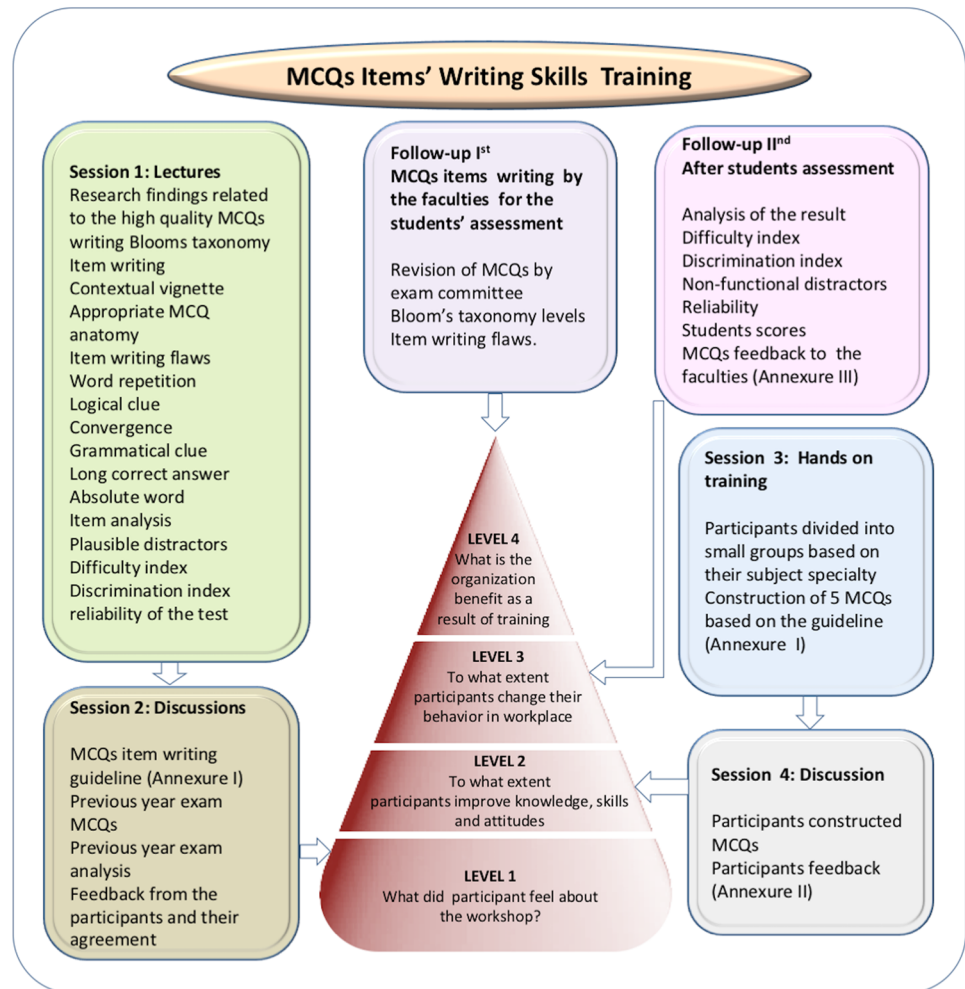 MCQs Items' Writing Skills Training
Session 1: Lectures
Research findings related
to the high quality MCQs
writing Blooms taxonomy
Item writing
Contextual vignette
Appropriate MCQ
anatomy
Item writing flaws
Word repetition
Logical clue
Convergence
Grammatical clue
Long correct answer
Absolute word
Item analysis
Plausible distractors
Difficulty index
Discrimination index
reliability of the test
Follow-up Ist
MCQs items writing by
the faculties for the
students' assessment
Revision of MCQs by
exam committee
Bloom's taxonomy levels
Item writing flaws.
Follow-up IInd
After students assessment
Analysis of the result
Difficulty index
Discrimination index
Non-functional distractors
Reliability
Students scores
MCQs feedback to the
faculties (Annexure III)
Session 3: Hands on
training
Participants divided into
small groups based on
their subject specialty
Construction of 5 MCQs
based on the guideline
(Annexure I)
LEVEL 4
What is the
organization
benefit as a
result of training
LEVEL 3
To what extent
participants change their
behavior in workplace
LEVEL 2
To what extent
participants improve knowledge, skills
and attitudes
LEVEL 1
What did participant feel about
the workshop?
Session 2: Discussions
MCQs item writing
guideline (Annexure I)
Previous year exam
MCQs
Previous year exam
analysis
Feedback from the
participants and their
agreement
Session 4: Discussion
Participants constructed
MCQs
Participants feedback
(Annexure II)